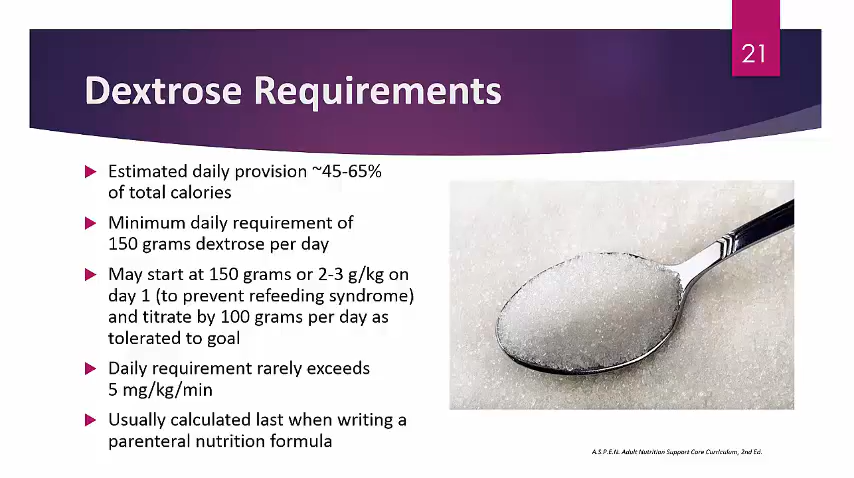 21
Dextrose Requirements
Estimated daily provision ~45-65%
of total calories
Minimum daily requirement of
150 grams dextrose per day
May start at 150 grams or 2-3 g/kg on
day 1 (to prevent refeeding syndrome)
and titrate by 100 grams per day as
tolerated to goal
Daily requirement rarely exceeds
5 mg/kg/min
Usually calculated last when writing a
parenteral nutrition formula
A.S.P.E.N. Adult Nutrition Support Core Curriculum, 2nd Ed.